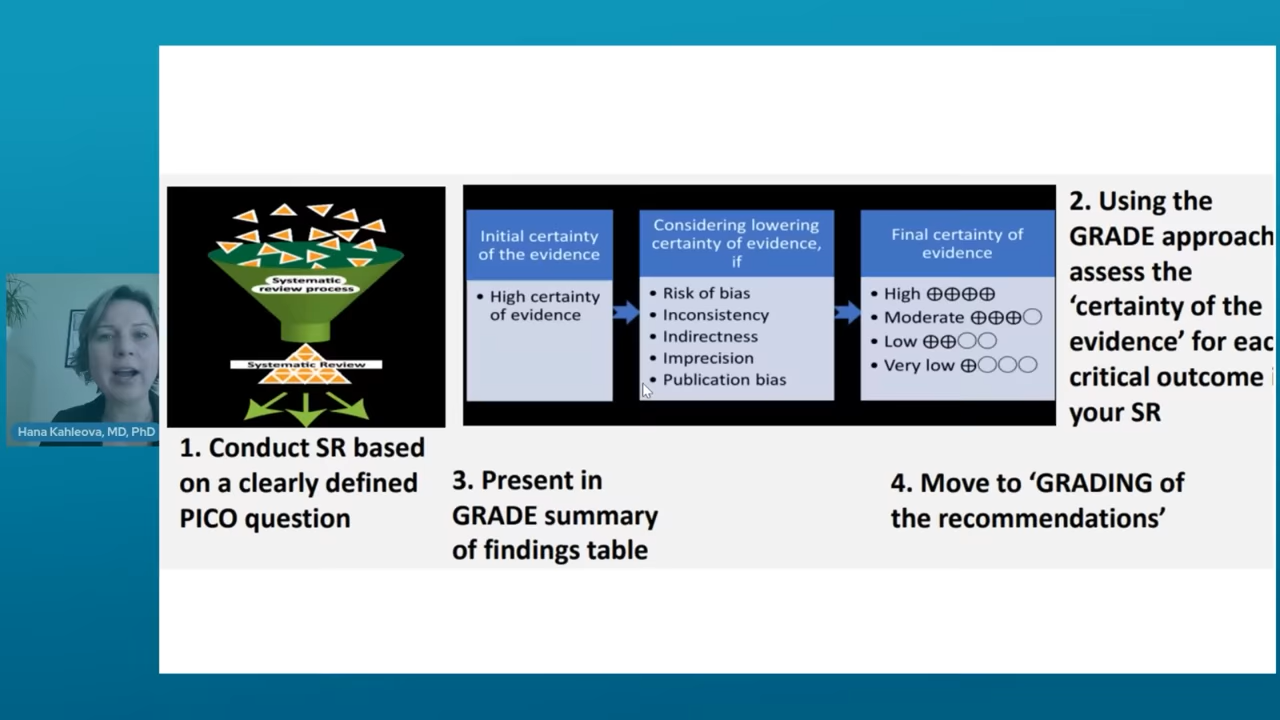 Systematic
review process
Systematic Review
1. Conduct SR based
on a clearly defined
PICO question
Initial certainty
of the evidence
• High certainty
of evidence
Considering lowering
certainty of evidence,
if
• Risk of bias
• Inconsistency
• Indirectness
• Imprecision
• Publication bias
Final certainty of
evidence
• High ⊕⊕⊕⊕
• Moderate ⊕⊕⊕◯
• Low ⊕⊕◯◯
• Very low ⊕◯◯◯
2. Using the
GRADE approach
assess the
‘certainty of the
evidence’ for eac
critical outcome i
your SR
3. Present in
GRADE summary
of findings table
4. Move to ‘GRADING of
the recommendations’
Hana Kahleova, MD, PhD